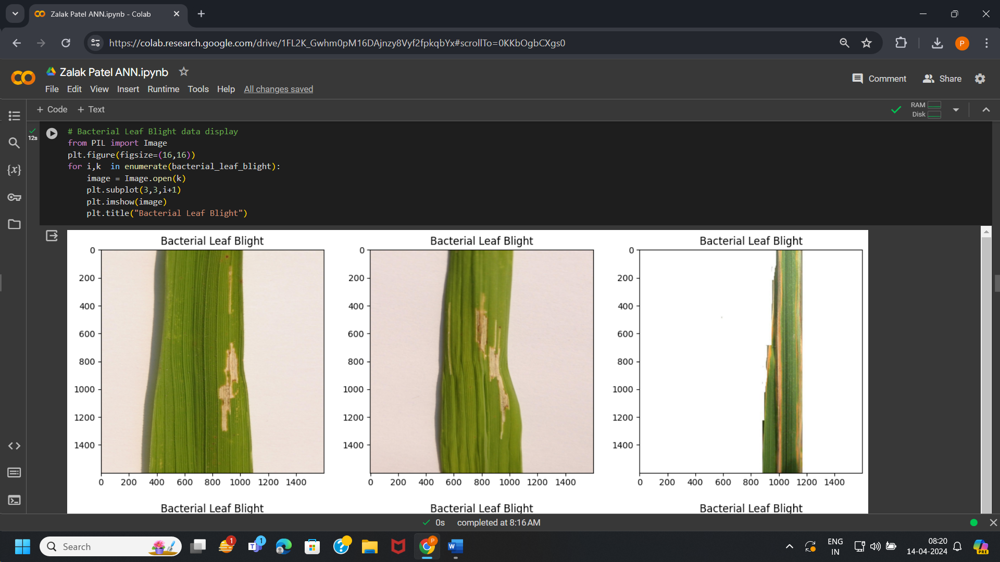 Zalak Patel ANN.ipynb - Colab
https://colab.research.google.com/drive/1FL2K_Gwhm0pM16DAjnzy8Vyf2fpkqbYx#scrollTo=0KKbOgbCXgs0
P
Zalak Patel ANN.ipynb
Comment
Share
File Edit View Insert Runtime Tools Help All changes saved
+ Code + Text
RAM
Disk
12s
# Bacterial Leaf Blight data display
from PIL import Image
plt.figure(figsize=(16,16))
for i,k  in enumerate(bacterial_leaf_blight):
    image = Image.open(k)
    plt.subplot(3,3,i+1)
    plt.imshow(image)
    plt.title("Bacterial Leaf Blight")
{x}
Bacterial Leaf Blight
0
200
400
600
800
1000
1200
1400
0 200 400 600 800 1000 1200 1400
Bacterial Leaf Blight
0
200
400
600
800
1000
1200
1400
0 200 400 600 800 1000 1200 1400
Bacterial Leaf Blight
0
200
400
600
800
1000
1200
1400
0 200 400 600 800 1000 1200 1400
Bacterial Leaf Blight
Bacterial Leaf Blight
Bacterial Leaf Blight
0s completed at 8:16 AM
Search
1
T
1
?
P
W
ENG
IN
08:20
14-04-2024
PRE